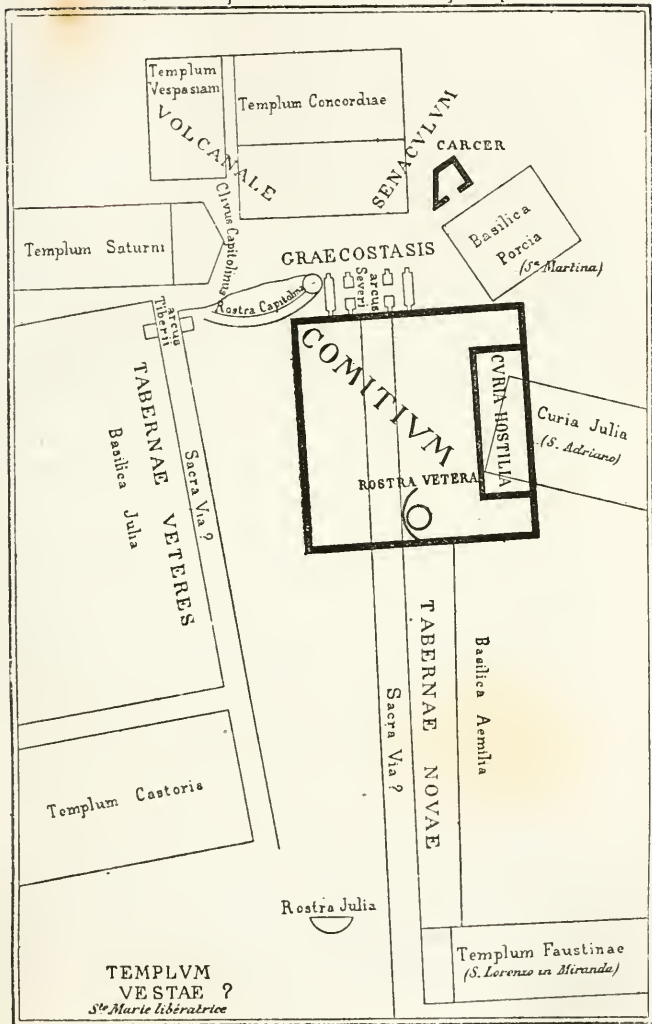 Templum
Vespasiam
Templum Concordiae
VOLCANALE
SENACVLVM
CARCER
Basilica
Porcia
(Sᵃ Martina)
Clivus Capitolinus
Templum Saturni
GRAECOSTASIS
arcus
Severi
Rostra Capitolina
arcus
Tiberii
COMITIVM
CVRIA HOSTILIA
Curia Julia
(S. Adriano)
ROSTRA VETERA
TABERNAE VETERES
Sacra Via ?
Basilica
Julia
TABERNAE NOVAE
Basilica Aemilia
Sacra Via ?
Templum Castoris
Rostra Julia
Templum Faustinae
(S. Lorenzo in Miranda)
TEMPLVM
VESTAE ?
Sᵗᵉ Marie libératrice